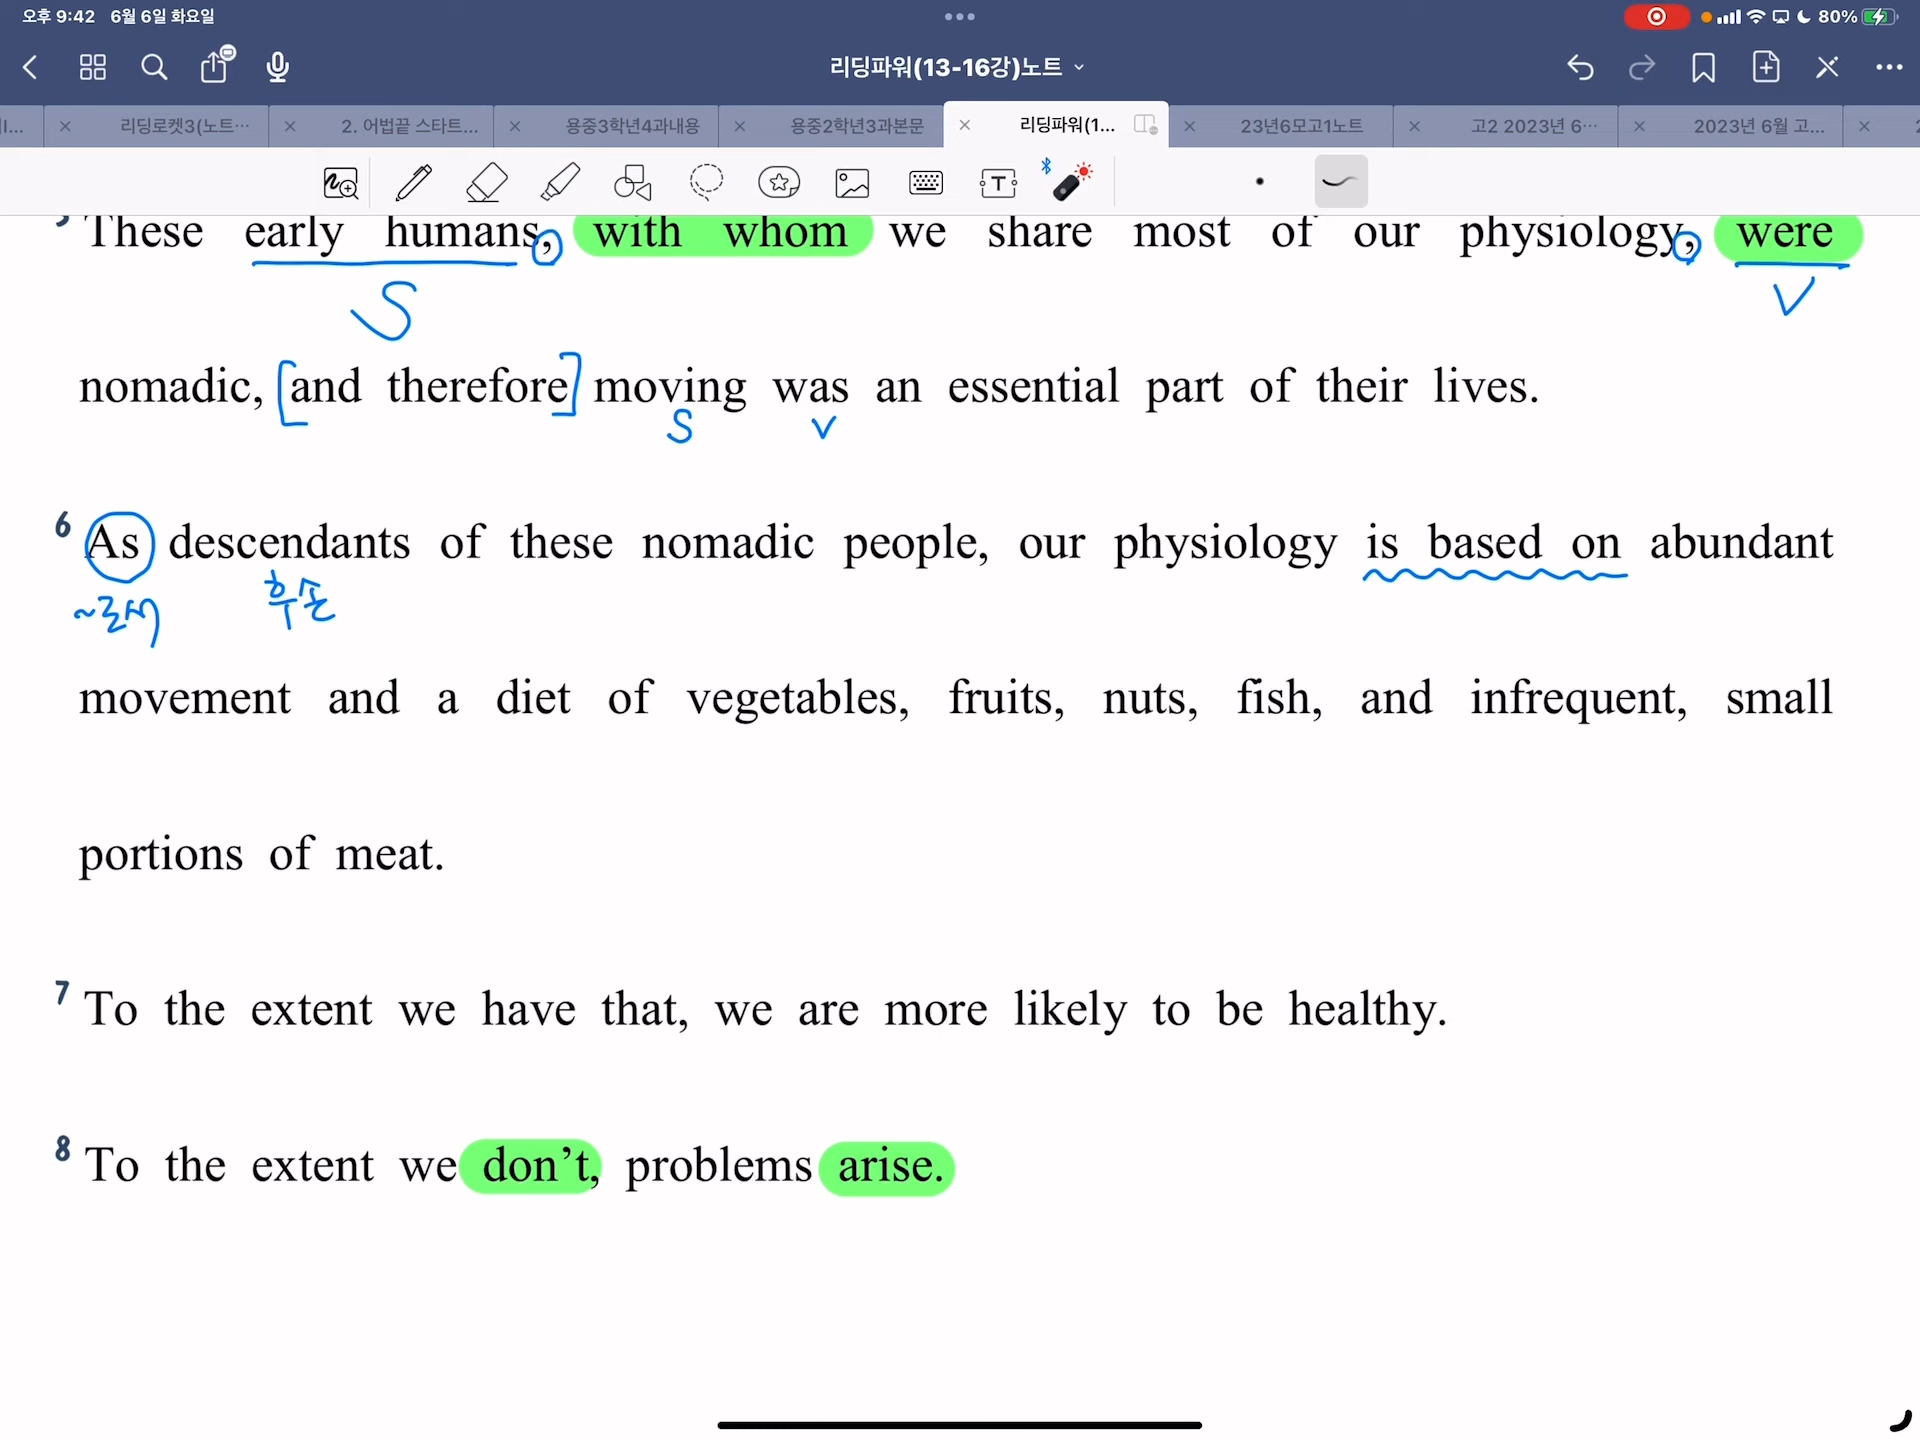 오후 9:42 6월 6일 화요일
80%
리딩파워(13-16강)노트
리딩로켓3(노트…
2. 어법끝 스타트...
용중3학년4과내용
용중2학년3과본문
리딩파워(1...
23년6모고1노트
고2 2023년 6…
2023년 6월 고...
T
5 These early humans, with whom we share most of our physiology, were
S
V
nomadic, [and therefore] moving was an essential part of their lives.
S
V
6 As descendants of these nomadic people, our physiology is based on abundant
~로서
후손
movement and a diet of vegetables, fruits, nuts, fish, and infrequent, small
portions of meat.
7 To the extent we have that, we are more likely to be healthy.
8 To the extent we don't, problems arise.